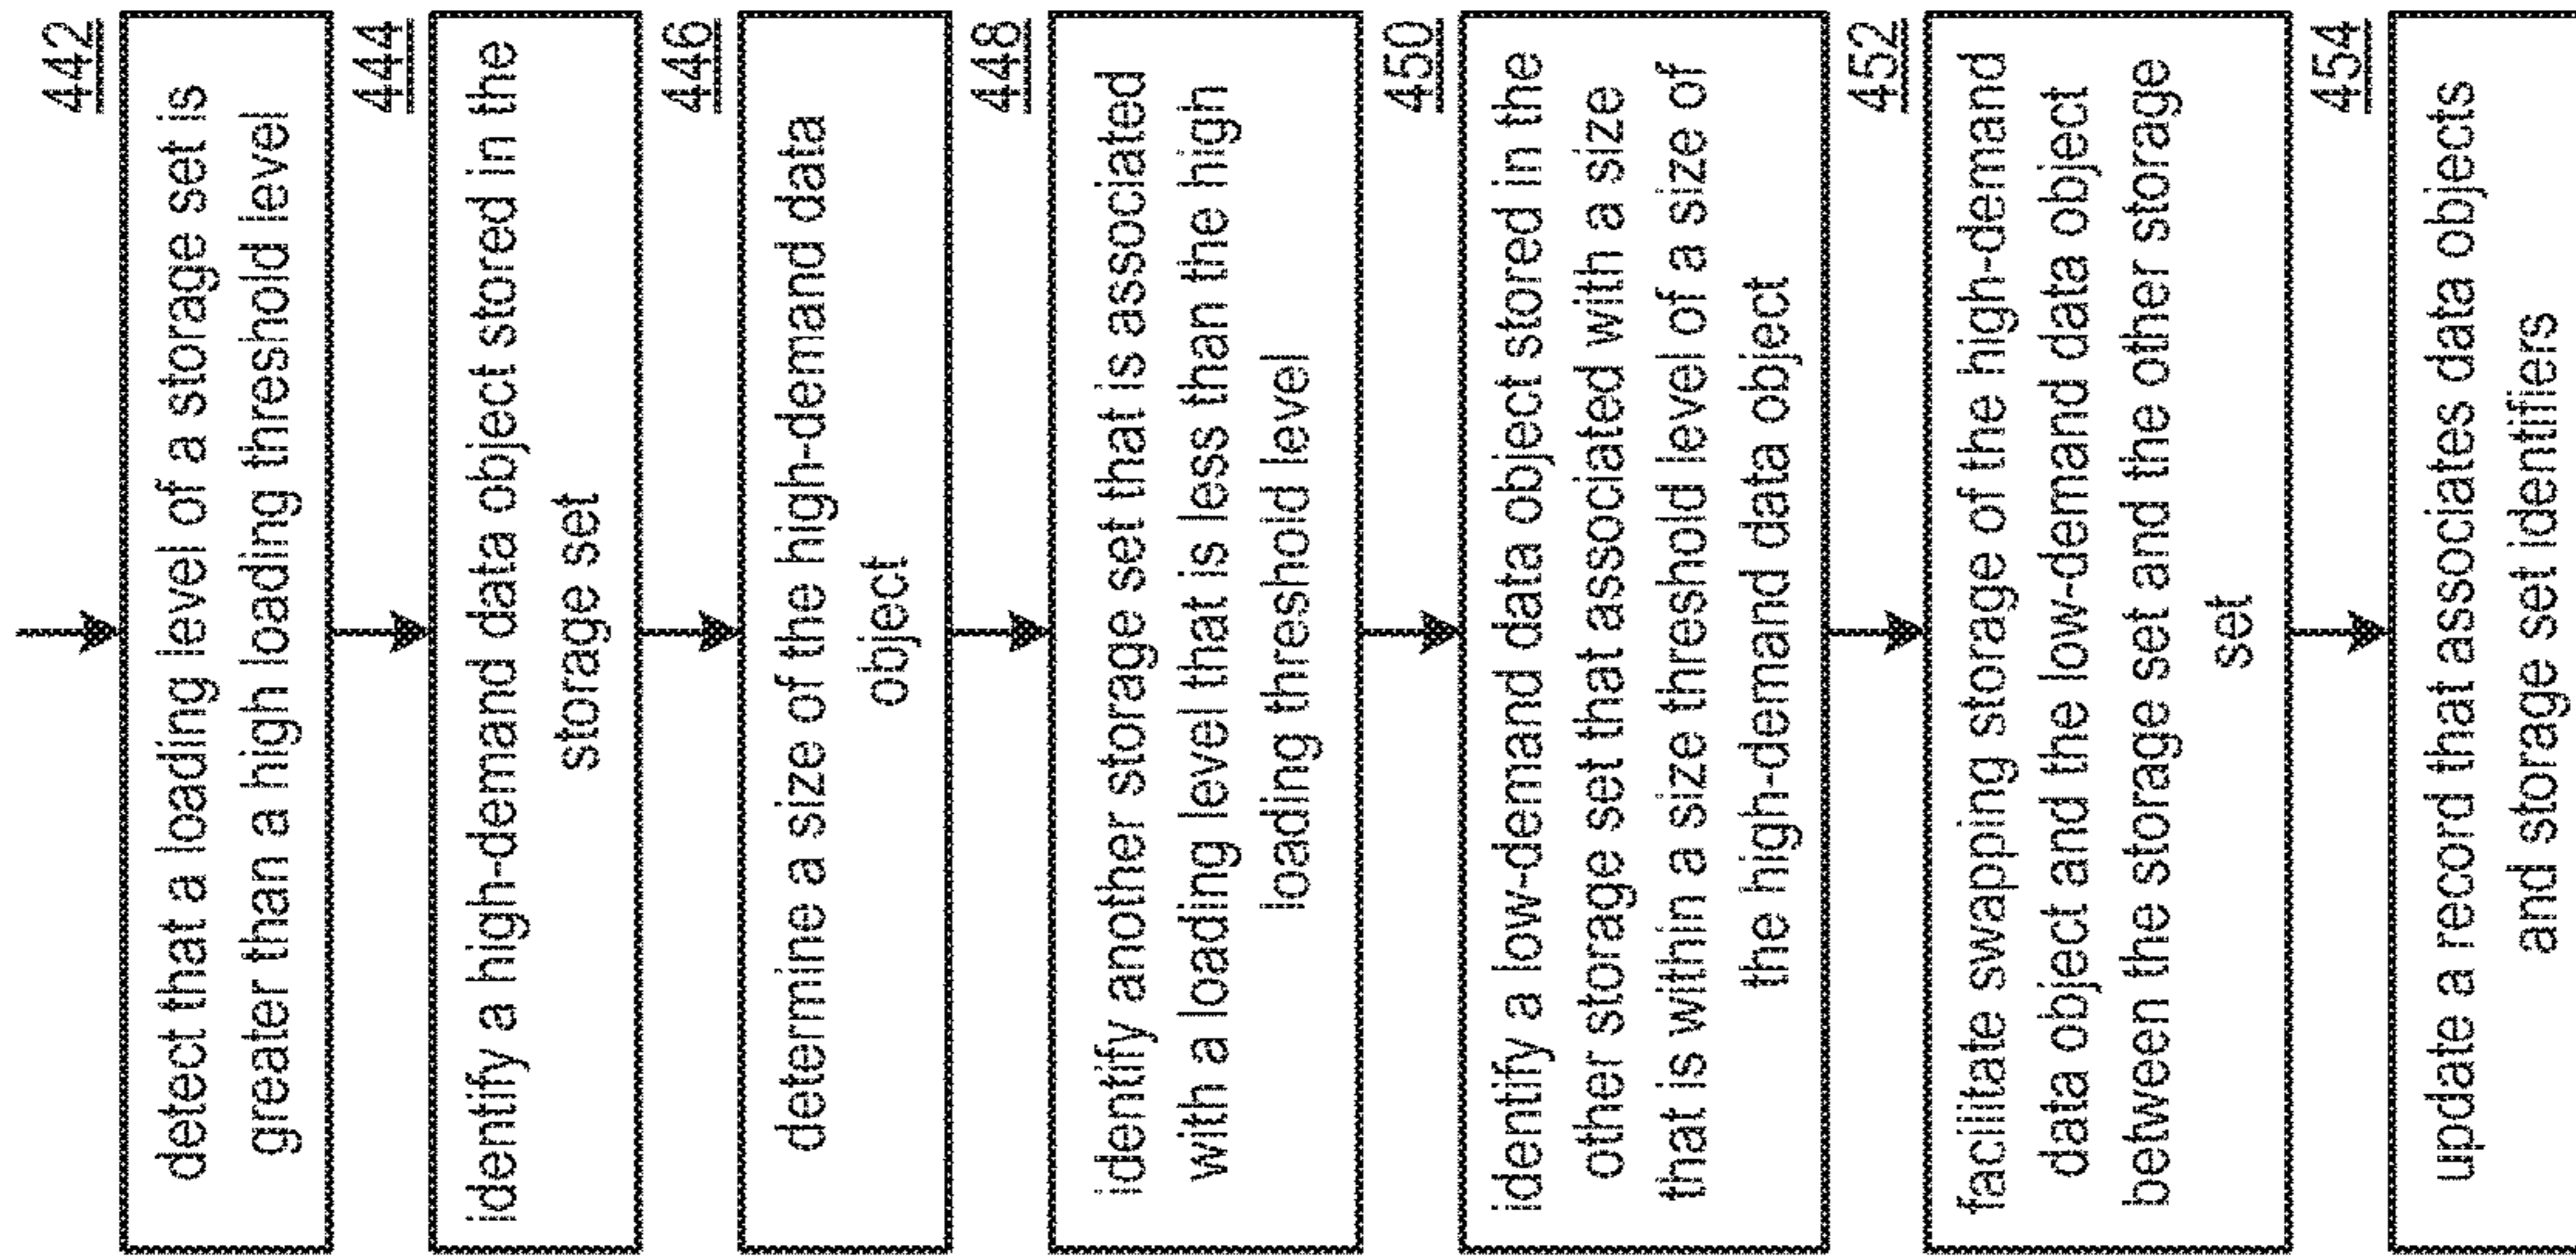 442
detect that a loading level of a storage set is
greater than a high loading threshold level
444
identify a high-demand data object stored in the
storage set
446
determine a size of the high-demand data
object
448
identify another storage set that is associated
with a loading level that is less than the high
loading threshold level
450
identify a low-demand data object stored in the
other storage set that associated with a size
that is within a size threshold level of a size of
the high-demand data object
452
facilitate swapping storage of the high-demand
data object and the low-demand data object
between the storage set and the other storage
set
454
update a record that associates data objects
and storage set identifiers